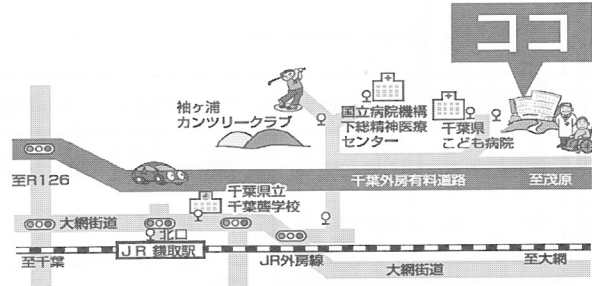 ココ
袖ヶ浦
カンツリークラブ
国立病院機構
下総精神医療
センター
千葉県
こども病院
至R126
千葉県立
千葉聾学校
千葉外房有料道路
至茂原
大網街道
北口
至千葉
JR 鎌取駅
JR外房線
大網街道
至大網